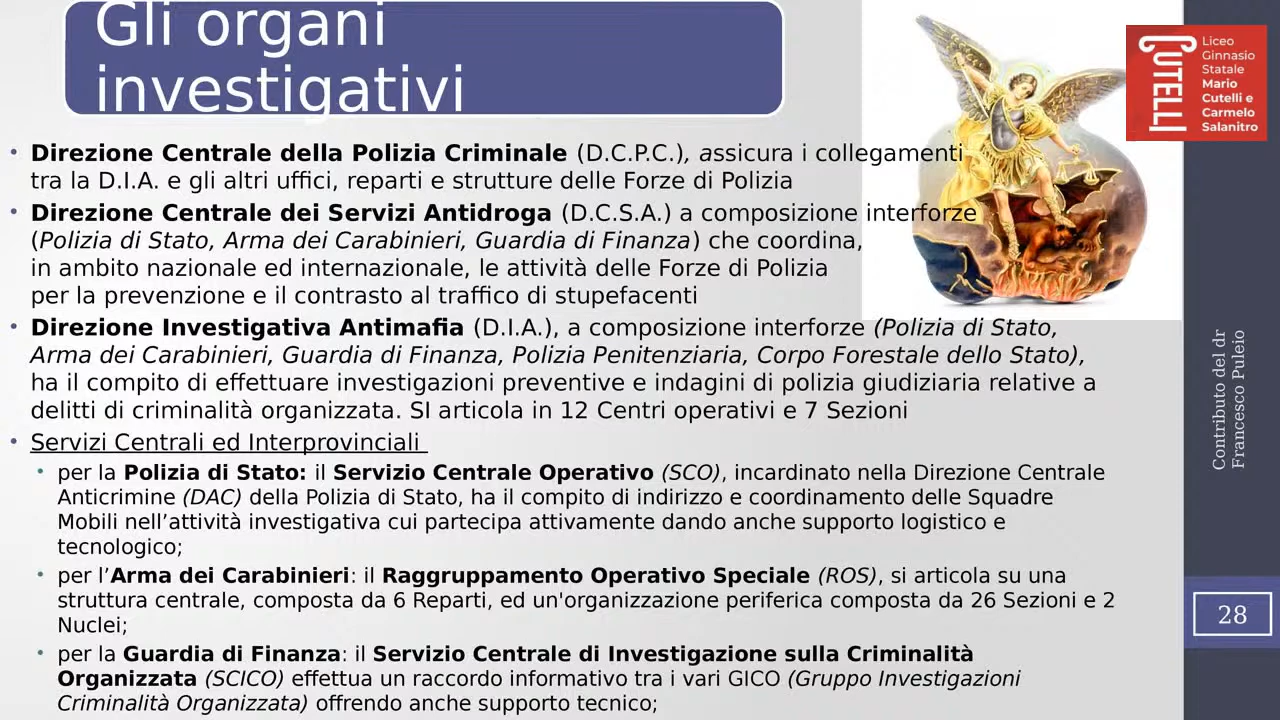 Gli organi
investigativi
CUTELLI
Liceo
Ginnasio
Statale
Mario
Cutelli e
Carmelo
Salanitro
• Direzione Centrale della Polizia Criminale (D.C.P.C.), assicura i collegamenti
tra la D.I.A. e gli altri uffici, reparti e strutture delle Forze di Polizia
• Direzione Centrale dei Servizi Antidroga (D.C.S.A.) a composizione interforze
(Polizia di Stato, Arma dei Carabinieri, Guardia di Finanza) che coordina,
in ambito nazionale ed internazionale, le attività delle Forze di Polizia
per la prevenzione e il contrasto al traffico di stupefacenti
• Direzione Investigativa Antimafia (D.I.A.), a composizione interforze (Polizia di Stato,
Arma dei Carabinieri, Guardia di Finanza, Polizia Penitenziaria, Corpo Forestale dello Stato),
ha il compito di effettuare investigazioni preventive e indagini di polizia giudiziaria relative a
delitti di criminalità organizzata. SI articola in 12 Centri operativi e 7 Sezioni
• Servizi Centrali ed Interprovinciali
• per la Polizia di Stato: il Servizio Centrale Operativo (SCO), incardinato nella Direzione Centrale
Anticrimine (DAC) della Polizia di Stato, ha il compito di indirizzo e coordinamento delle Squadre
Mobili nell’attività investigativa cui partecipa attivamente dando anche supporto logistico e
tecnologico;
• per l’Arma dei Carabinieri: il Raggruppamento Operativo Speciale (ROS), si articola su una
struttura centrale, composta da 6 Reparti, ed un'organizzazione periferica composta da 26 Sezioni e 2
Nuclei;
• per la Guardia di Finanza: il Servizio Centrale di Investigazione sulla Criminalità
Organizzata (SCICO) effettua un raccordo informativo tra i vari GICO (Gruppo Investigazioni
Criminalità Organizzata) offrendo anche supporto tecnico;
Contributo del dr
Francesco Puleio
28